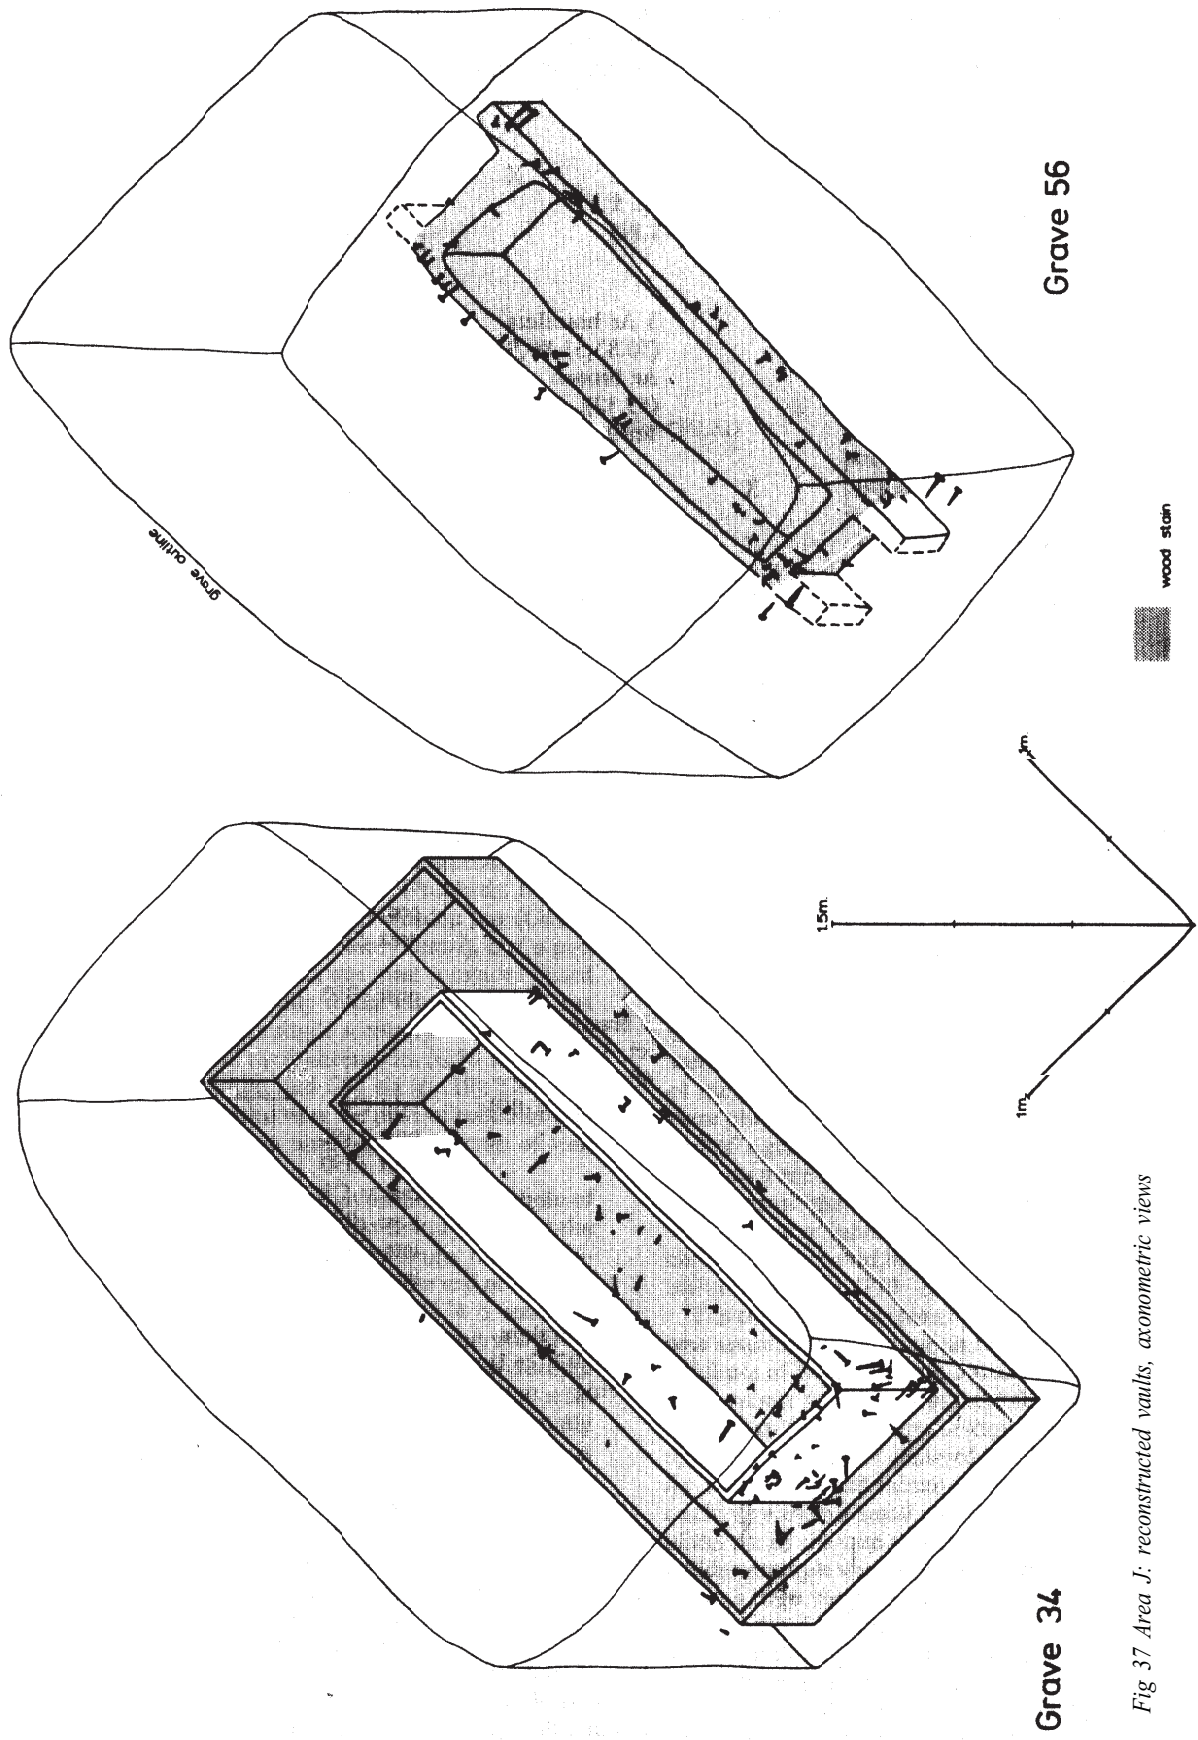 grave outline
Grave 56
wood stain
1m.
1.5m.
1m.
Grave 34
Fig 37 Area J: reconstructed vaults, axonometric views